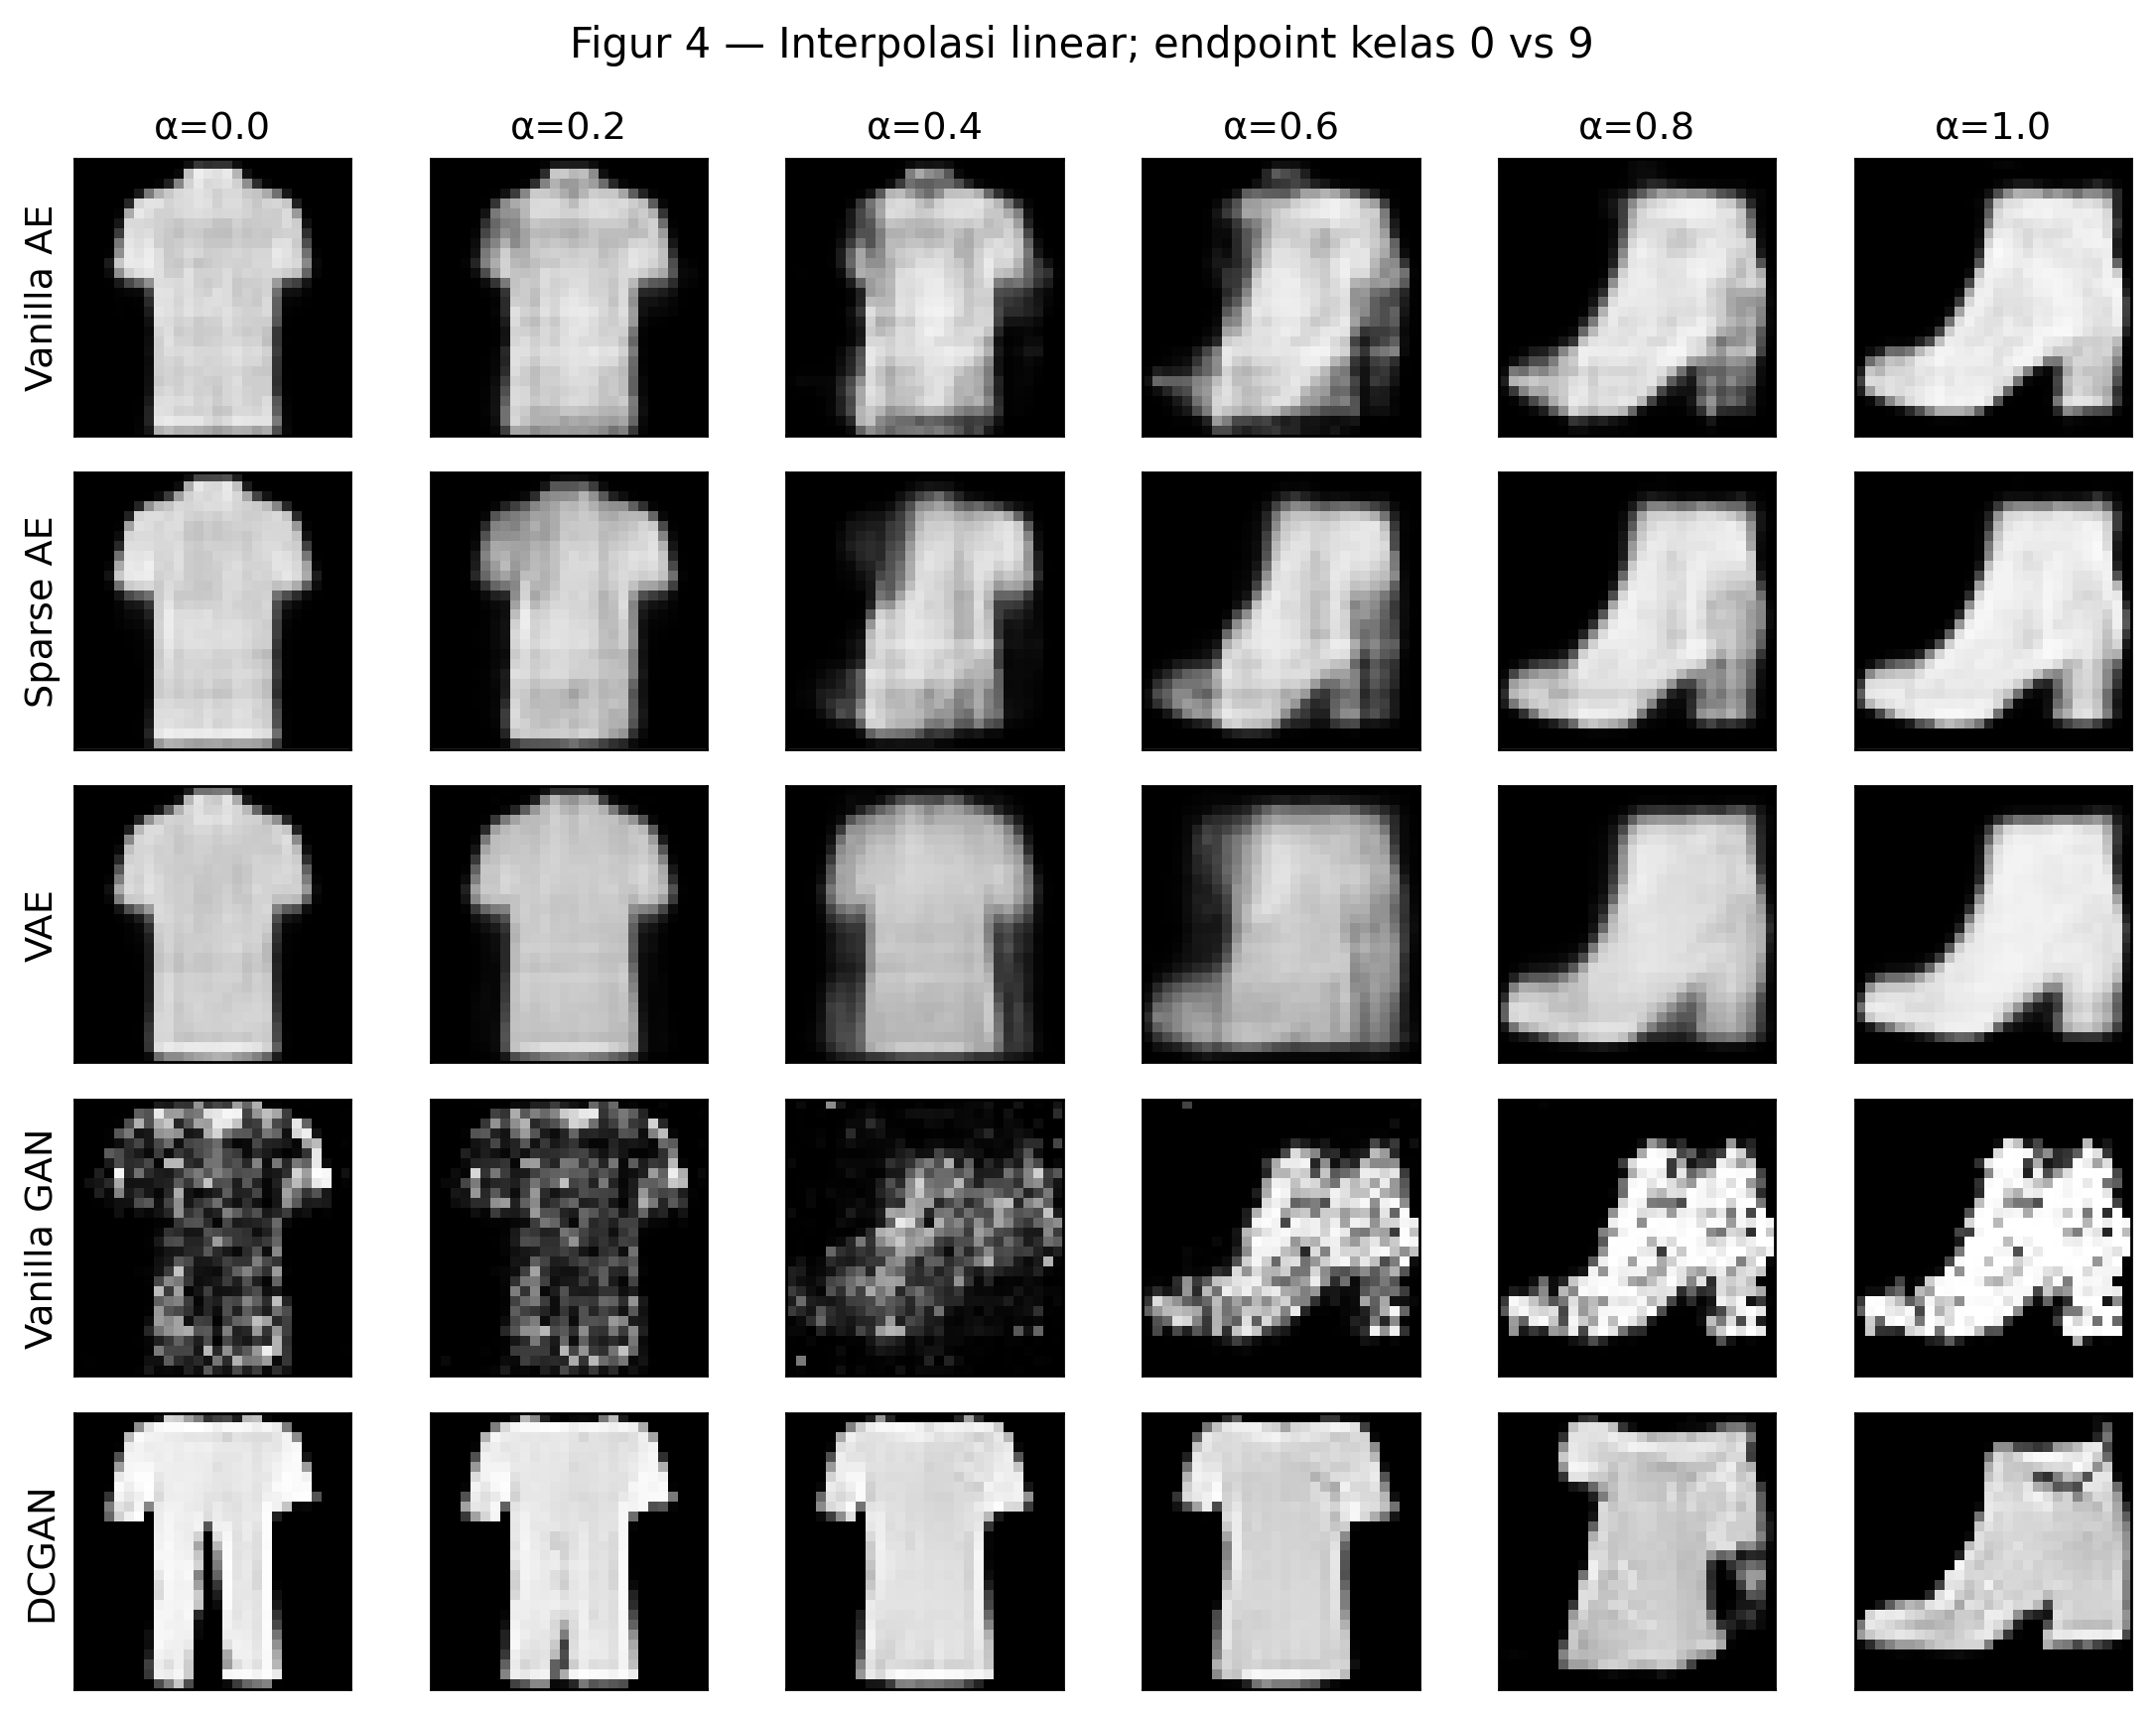 Figur 4 — Interpolasi linear; endpoint kelas 0 vs 9
α=0.0 α=0.2 α=0.4 α=0.6 α=0.8 α=1.0
Vanilla AE
Sparse AE
VAE
Vanilla GAN
DCGAN